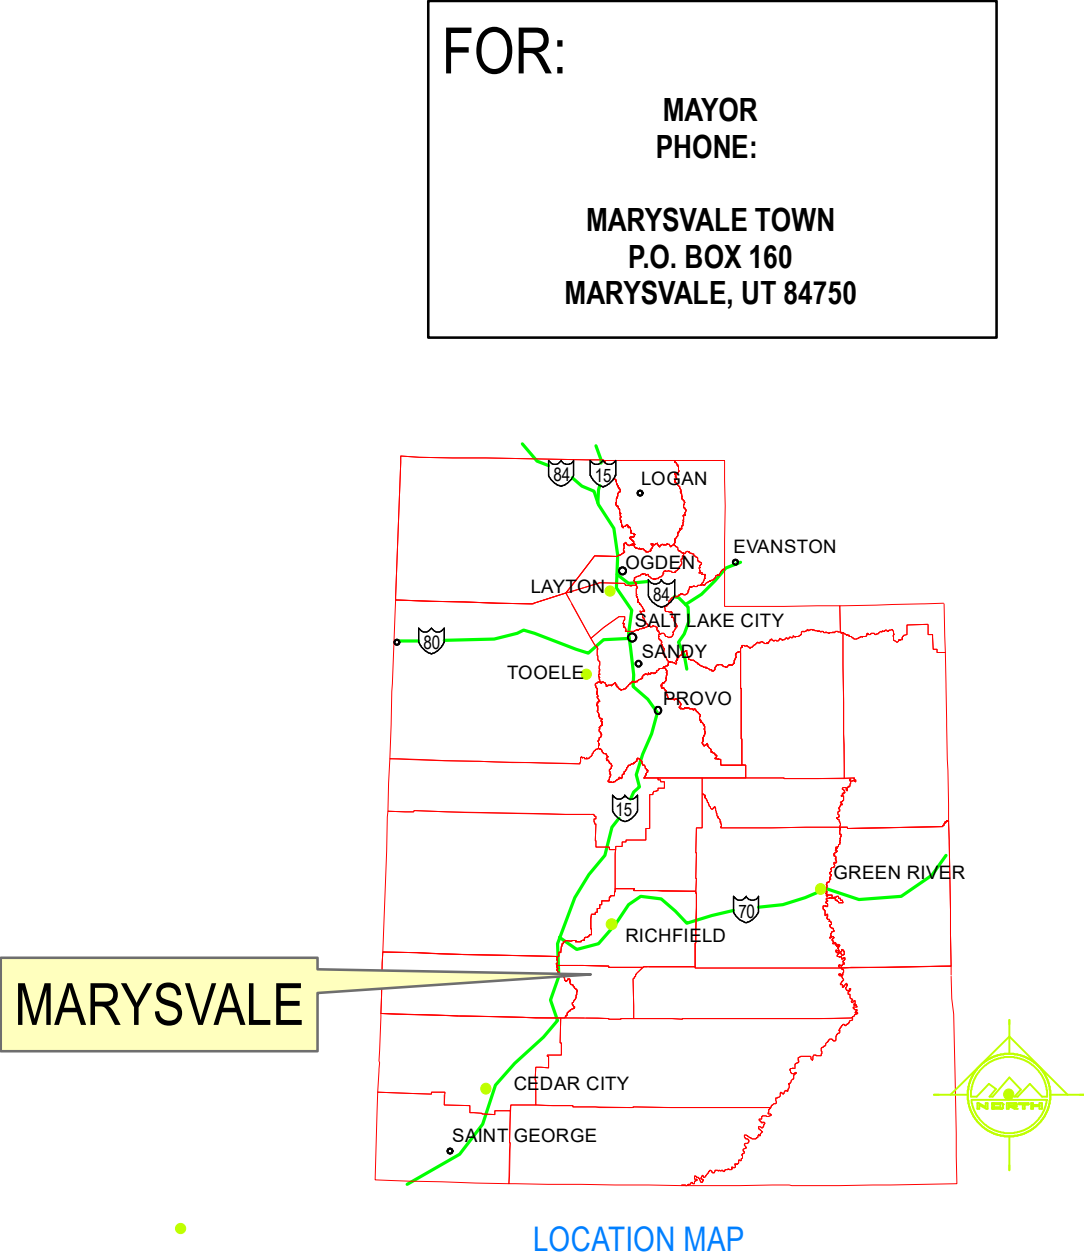 FOR:
MAYOR
PHONE:
MARYSVALE TOWN
P.O. BOX 160
MARYSVALE, UT 84750
84
15
LOGAN
EVANSTON
OGDEN
LAYTON
84
SALT LAKE CITY
80
SANDY
TOOELE
PROVO
15
GREEN RIVER
70
RICHFIELD
MARYSVALE
CEDAR CITY
NORTH
SAINT GEORGE
LOCATION MAP